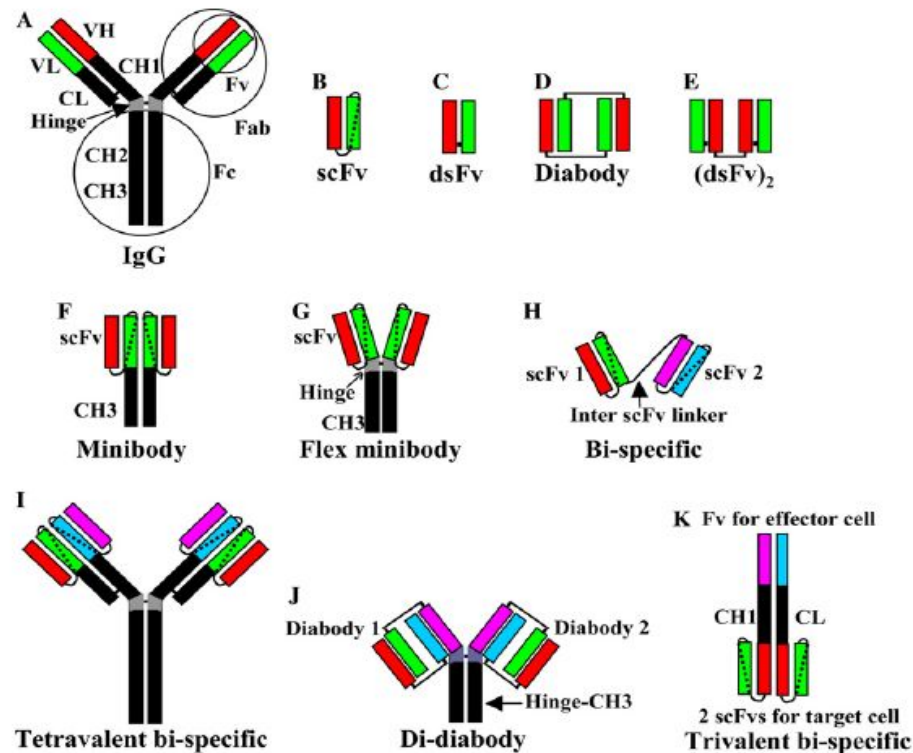 A
VH
VL
CH1
Fv
CL
Hinge
Fab
CH2
Fc
CH3
IgG
B
scFv
C
dsFv
D
Diabody
E
(dsFv)₂
F
scFv
CH3
Minibody
G
scFv
Hinge
CH3
Flex minibody
H
scFv 1
scFv 2
Inter scFv linker
Bi-specific
I
Tetravalent bi-specific
J
Diabody 1
Diabody 2
Hinge-CH3
Di-diabody
K Fv for effector cell
CH1
CL
2 scFvs for target cell
Trivalent bi-specific